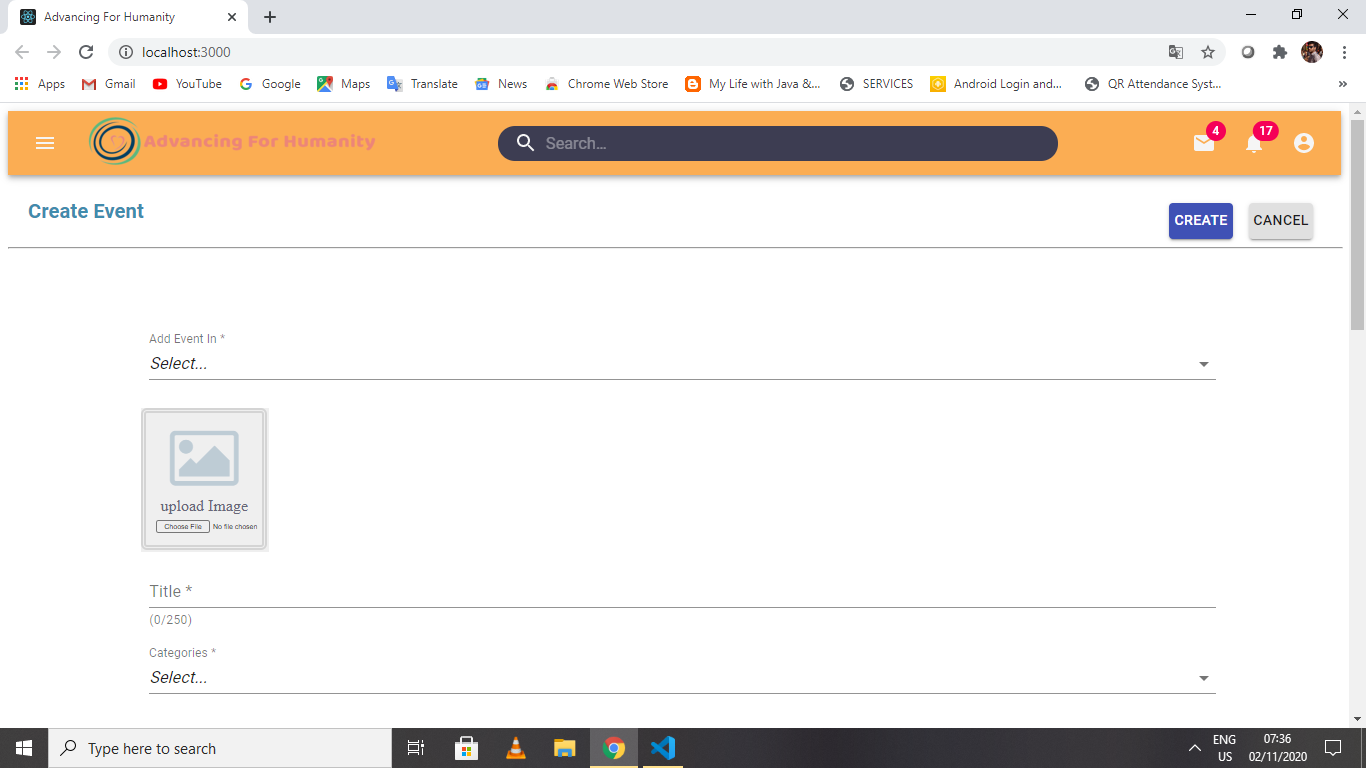 Advancing For Humanity
localhost:3000
Apps Gmail YouTube Google Maps Translate News Chrome Web Store My Life with Java &... SERVICES Android Login and... QR Attendance Syst... »
Advancing For Humanity Search... 4 17
Create Event CREATE CANCEL
Add Event In *
Select...
upload Image
Choose File No file chosen
Title *
(0/250)
Categories *
Select...
Type here to search
ENG
US
07:36
02/11/2020